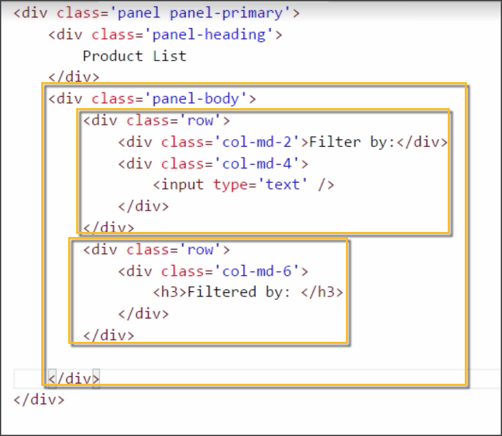 <div class='panel panel-primary'>
<div class='panel-heading'>
Product List
</div>
<div class='panel-body'>
<div class='row'>
<div class='col-md-2'>Filter by:</div>
<div class='col-md-4'>
<input type='text' />
</div>
</div>
<div class='row'>
<div class='col-md-6'>
<h3>Filtered by: </h3>
</div>
</div>
</div>
</div>